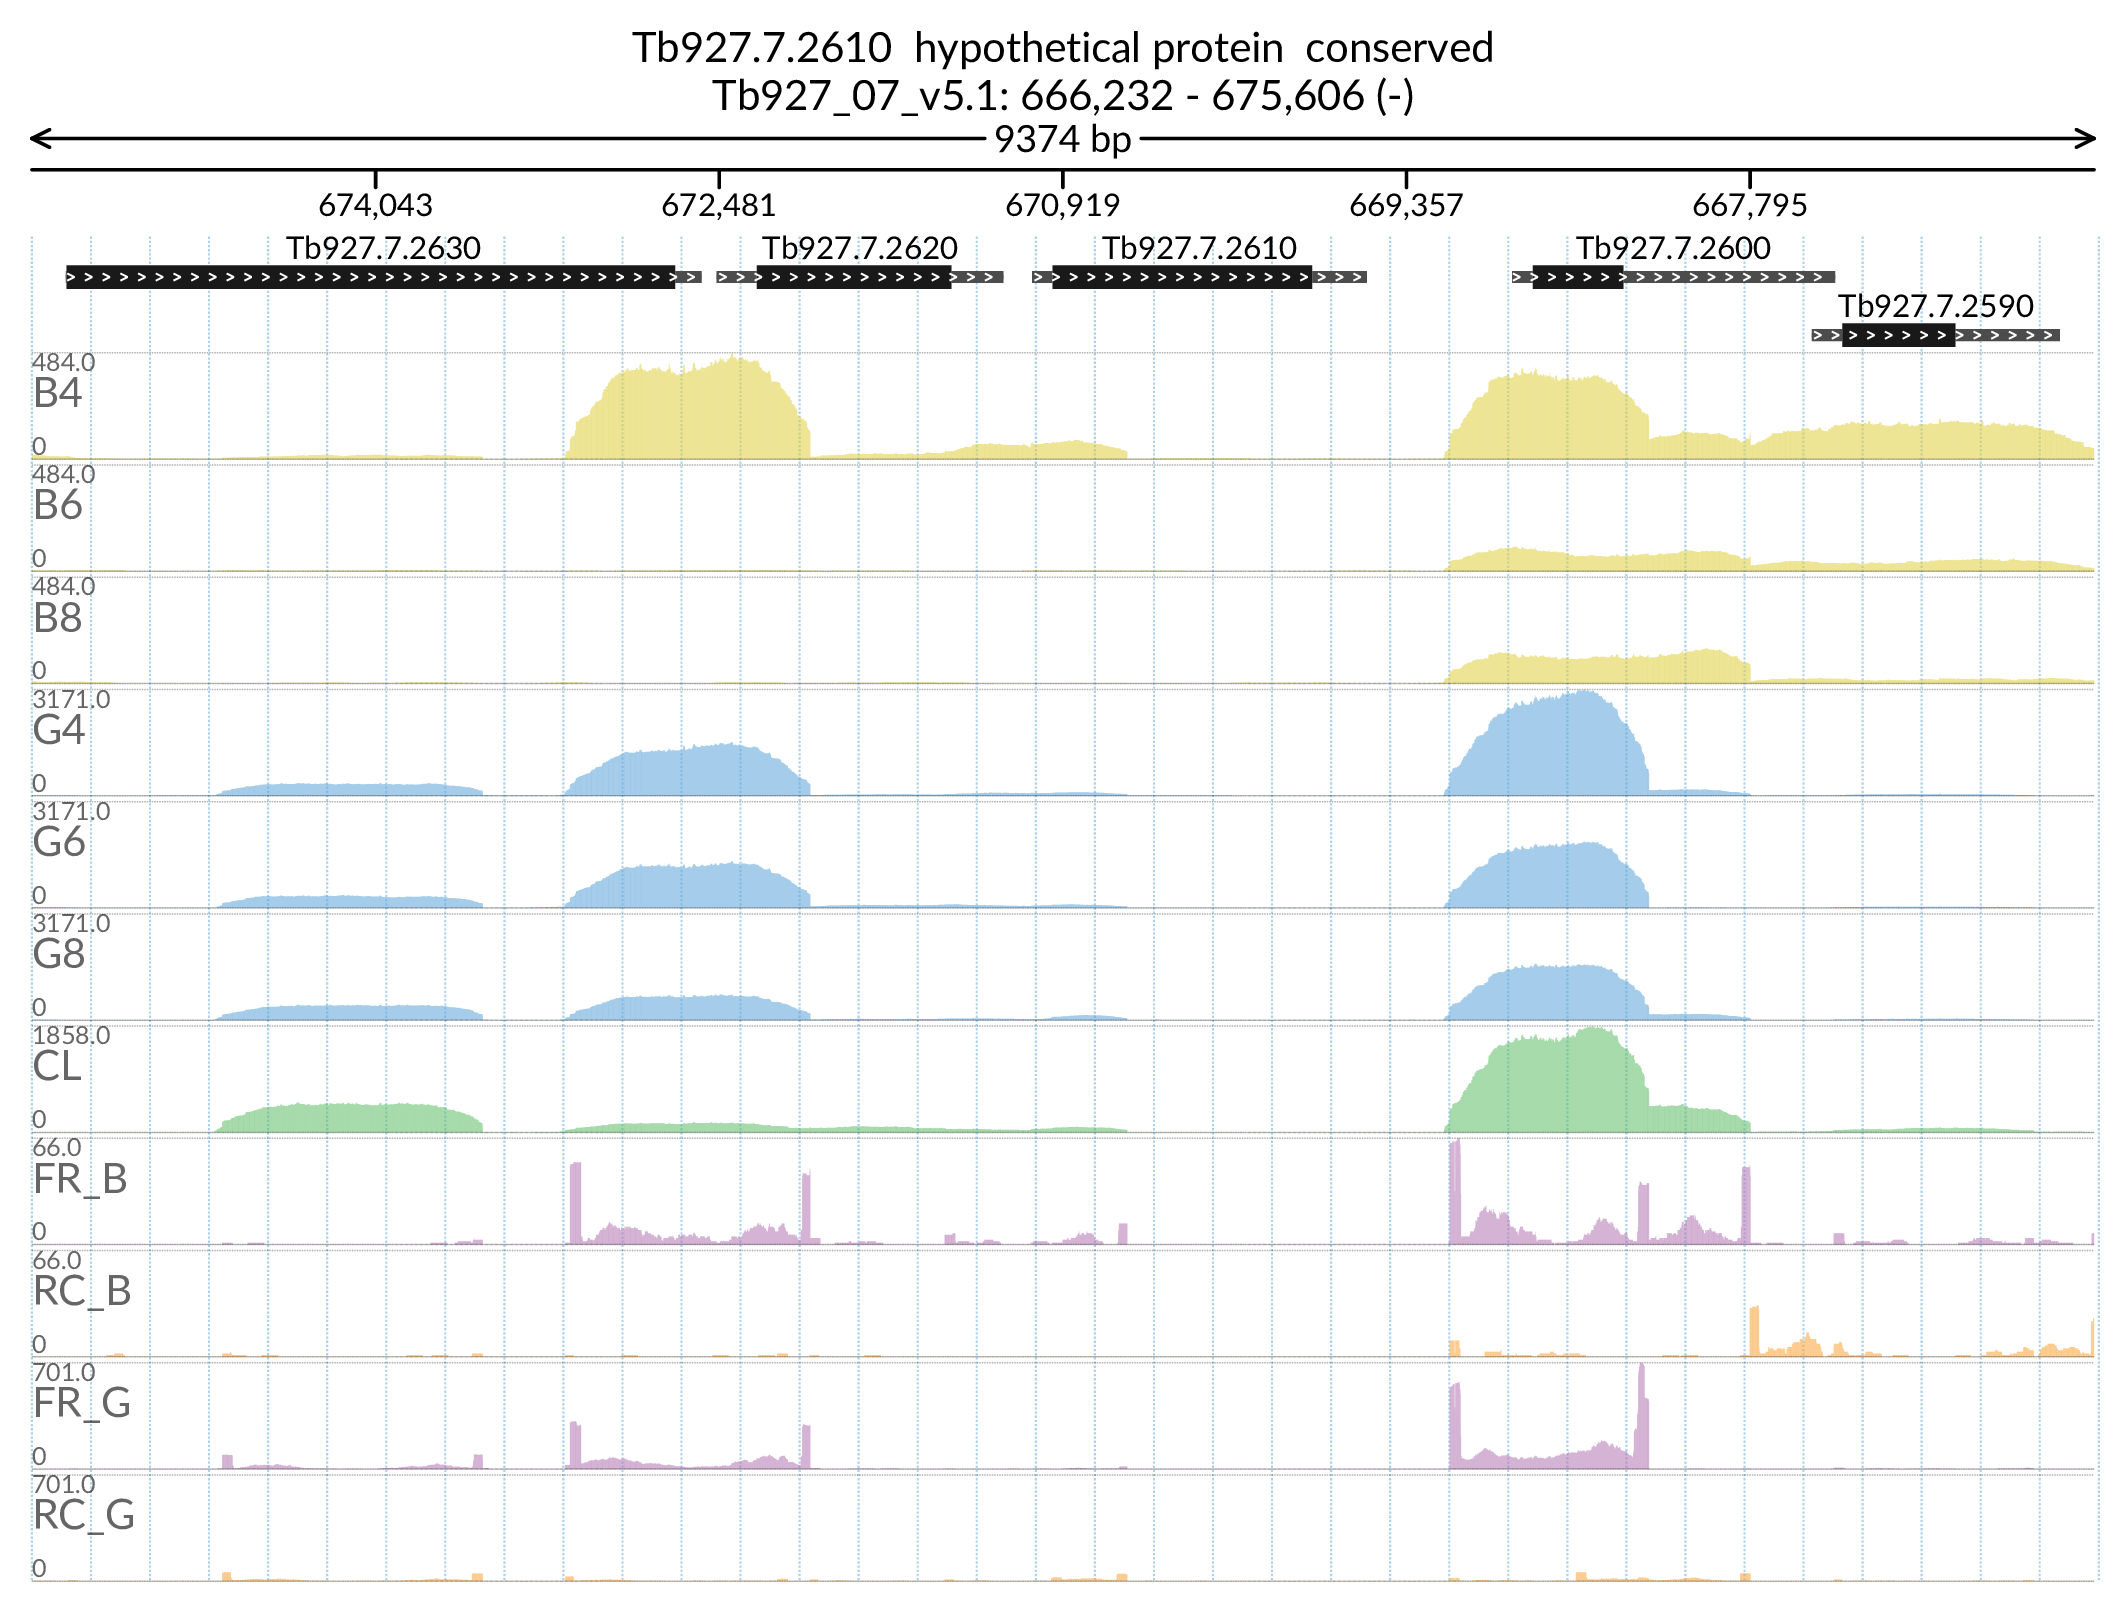 Tb927.7.2610  hypothetical protein  conserved
Tb927_07_v5.1: 666,232 - 675,606 (-)
9374 bp
674,043 672,481 670,919 669,357 667,795
Tb927.7.2630 Tb927.7.2620 Tb927.7.2610 Tb927.7.2600
Tb927.7.2590
484.0
B4
0
484.0
B6
0
484.0
B8
0
3171.0
G4
0
3171.0
G6
0
3171.0
G8
0
1858.0
CL
0
66.0
FR_B
0
66.0
RC_B
0
701.0
FR_G
0
701.0
RC_G
0